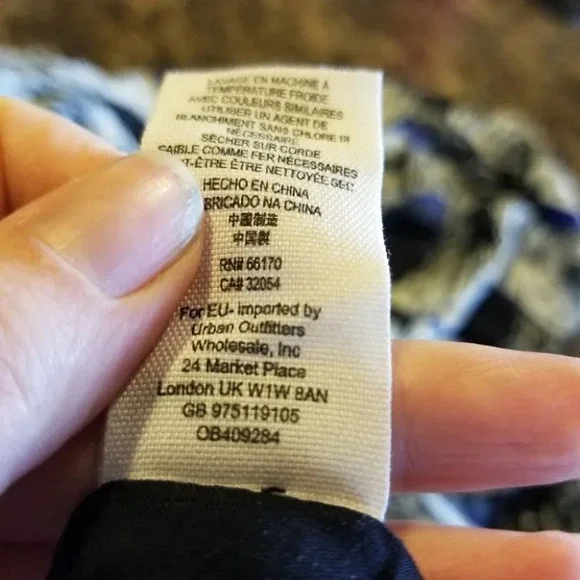 LAVAGE EN MACHINE À
TEMPÉRATURE FROIDE
AVEC COULEURS SIMILAIRES
UTILISER UN AGENT DE
BLANCHIMENT SANS CHLORE SI
NÉCESSAIRE
SÉCHER SUR CORDE
FAIBLE COMME FER NÉCESSAIRES
T-ÊTRE ÊTRE NETTOYÉE SEC
HECHO EN CHINA
BRICADO NA CHINA
中國制造
中国製
RN# 66170
CA# 32054
For EU- imported by
Urban Outfitters
Wholesale, Inc
24 Market Place
London UK W1W 8AN
GB 975119105
OB409284